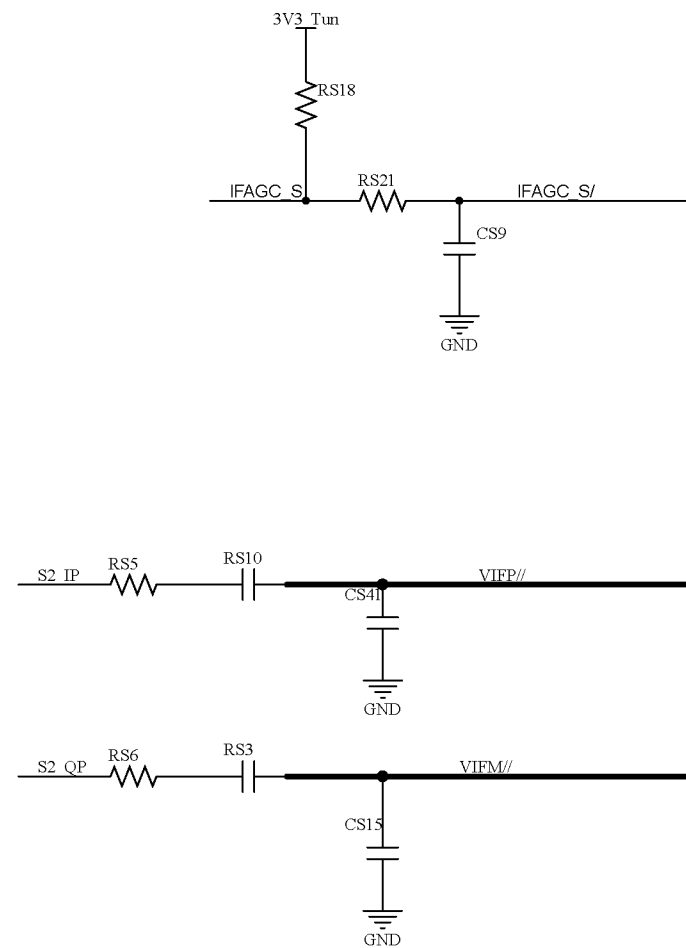 3V3_Tun
RS18
IFAGC_S
RS21
IFAGC_S/
CS9
GND
S2_IP
RS5
RS10
CS41
VIFP//
GND
S2_QP
RS6
RS3
VIFM//
CS15
GND